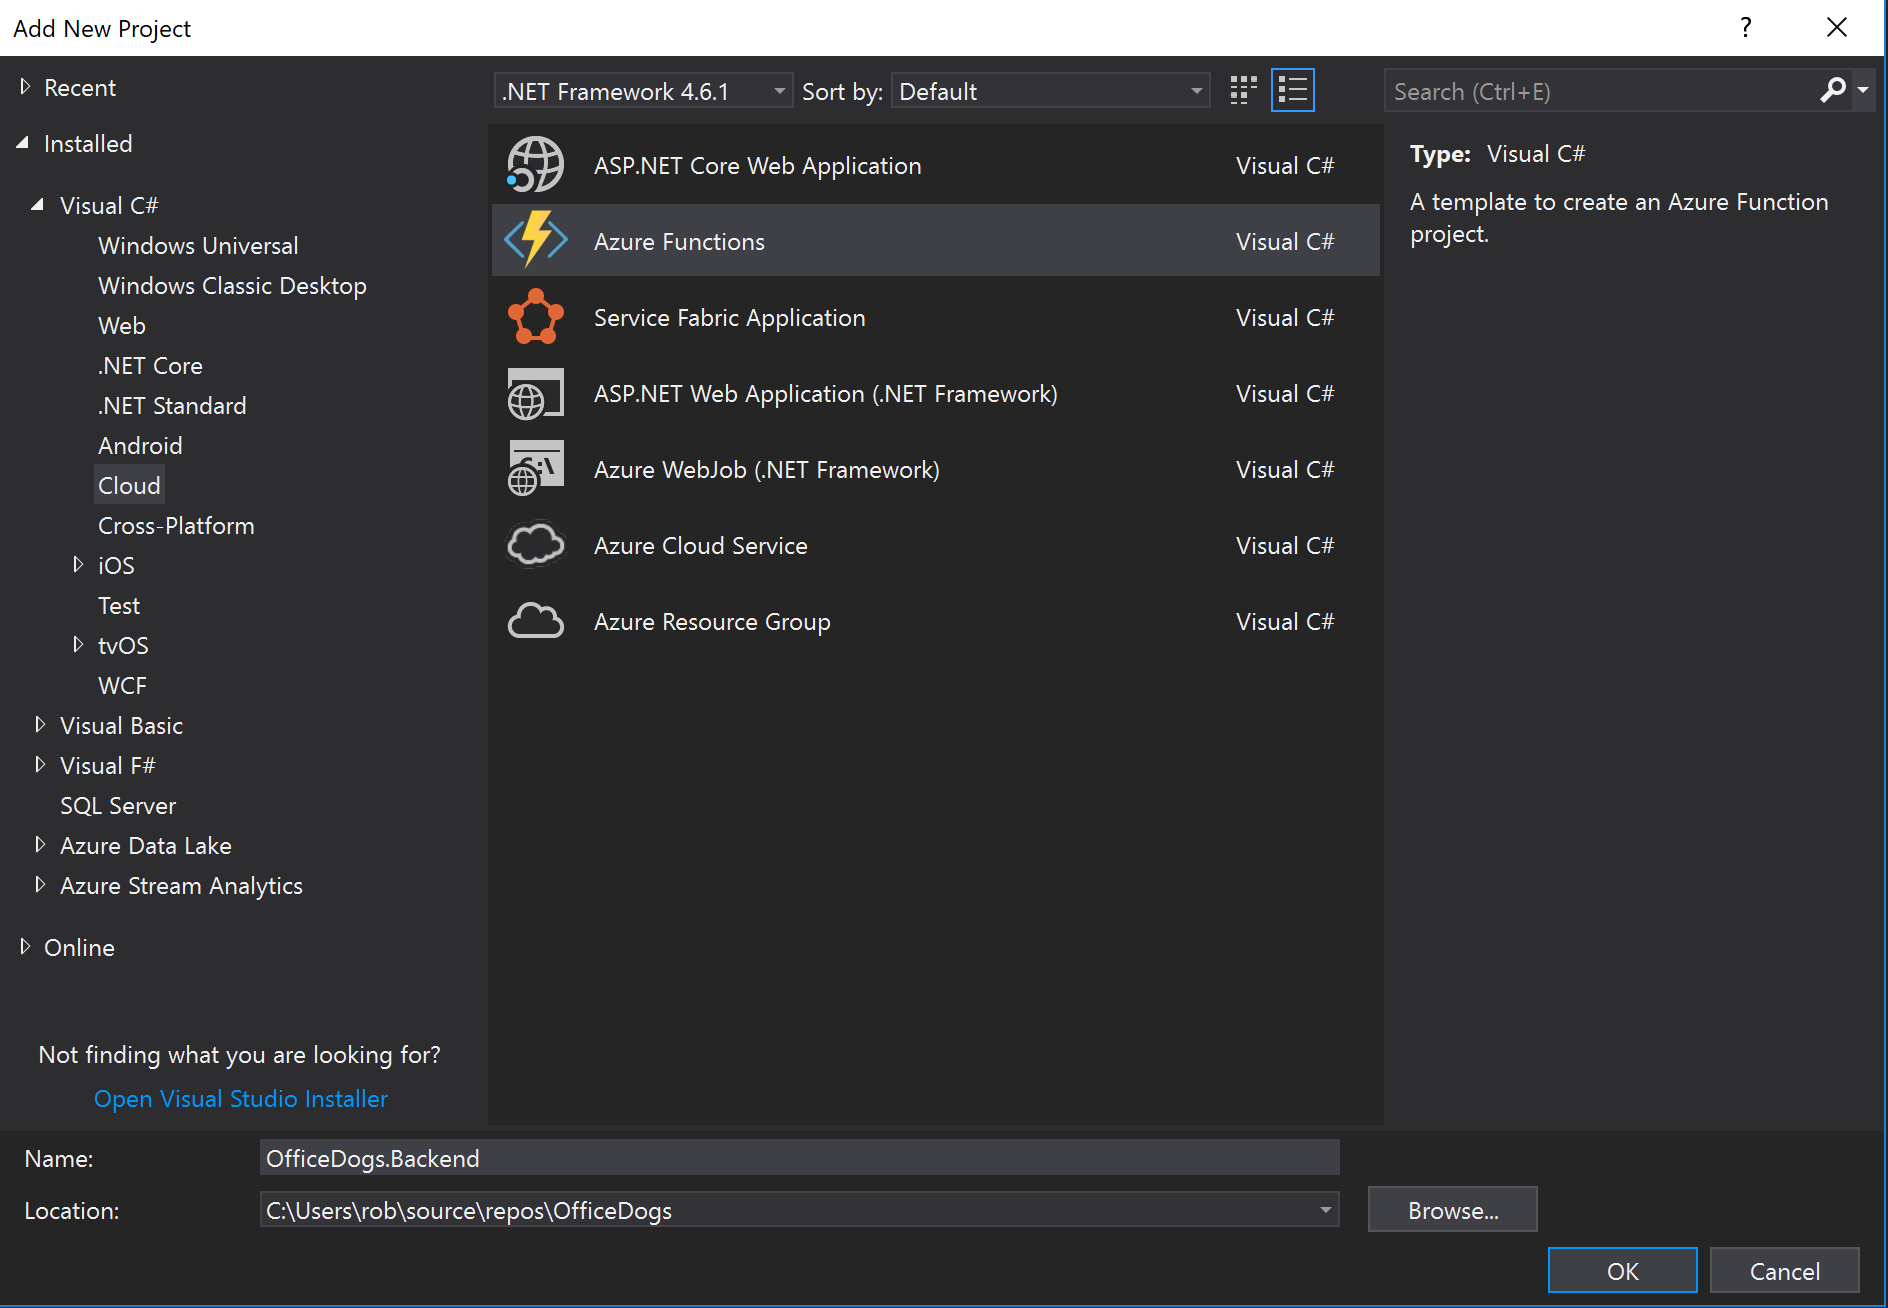 Add New Project
?
Recent
Installed
Visual C#
Windows Universal
Windows Classic Desktop
Web
.NET Core
.NET Standard
Android
Cloud
Cross-Platform
iOS
Test
tvOS
WCF
Visual Basic
Visual F#
SQL Server
Azure Data Lake
Azure Stream Analytics
Online
Not finding what you are looking for?
Open Visual Studio Installer
.NET Framework 4.6.1 Sort by: Default
ASP.NET Core Web Application Visual C#
Azure Functions Visual C#
Service Fabric Application Visual C#
ASP.NET Web Application (.NET Framework) Visual C#
Azure WebJob (.NET Framework) Visual C#
Azure Cloud Service Visual C#
Azure Resource Group Visual C#
Search (Ctrl+E)
Type: Visual C#
A template to create an Azure Function
project.
Name: OfficeDogs.Backend
Location: C:\Users\rob\source\repos\OfficeDogs
Browse...
OK Cancel